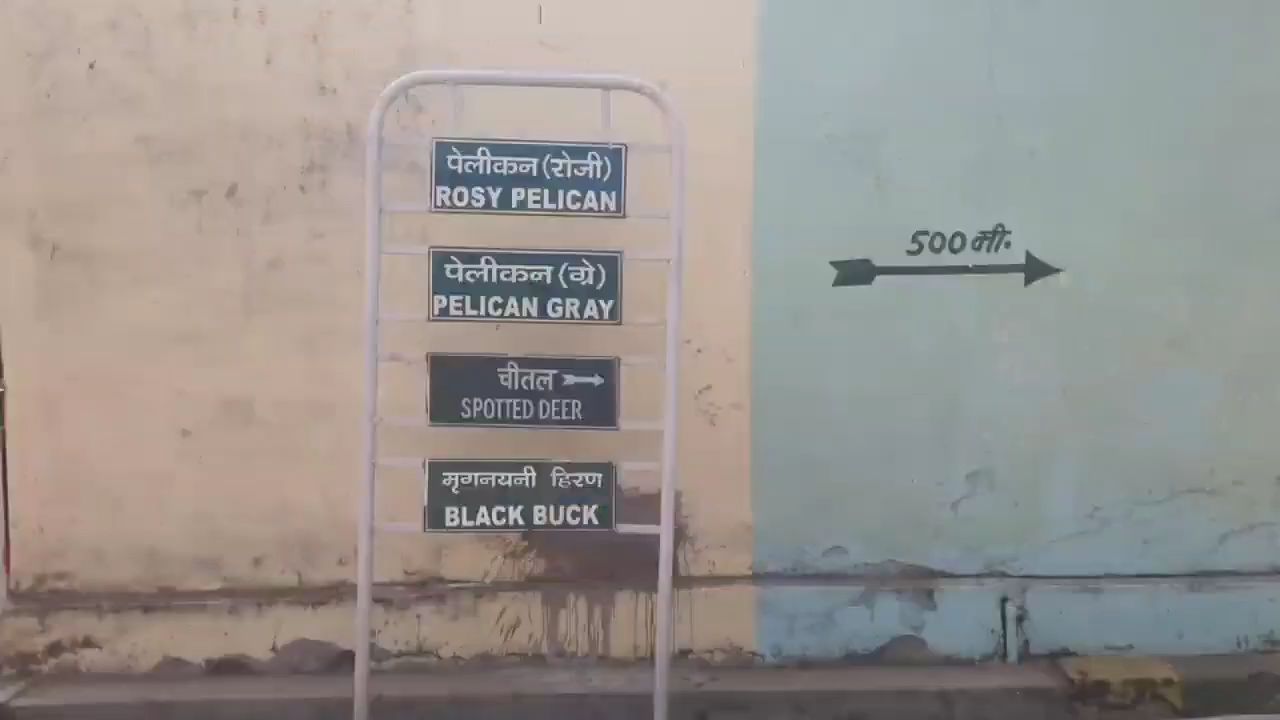 पेलीकन (रोजी)
ROSY PELICAN
पेलीकन (ग्रे)
PELICAN GRAY
चीतल
SPOTTED DEER
मृगनयनी हिरण
BLACK BUCK
500 मी.